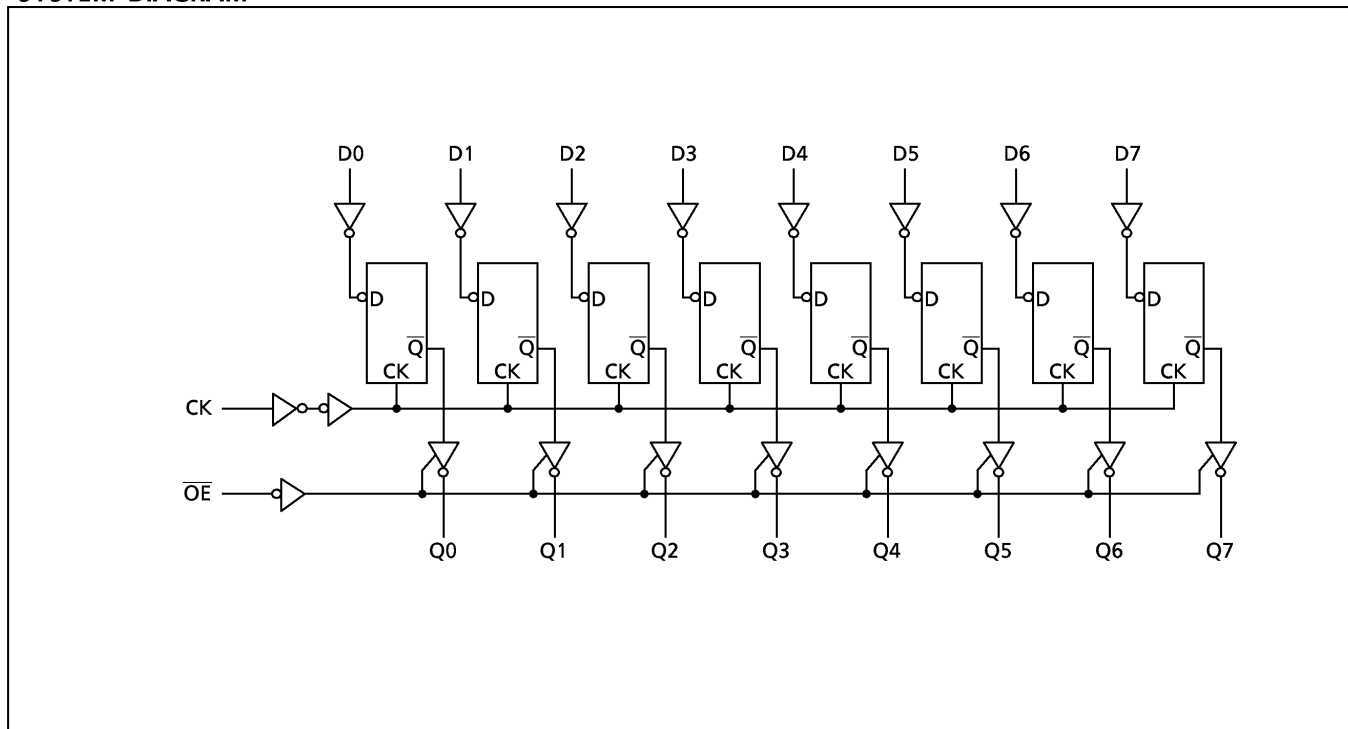 SYSTEM DIAGRAM
D0 D1 D2 D3 D4 D5 D6 D7
D D D D D D D D
Q̅ Q̅ Q̅ Q̅ Q̅ Q̅ Q̅ Q̅
CK CK CK CK CK CK CK CK
CK
O̅E̅
Q0 Q1 Q2 Q3 Q4 Q5 Q6 Q7